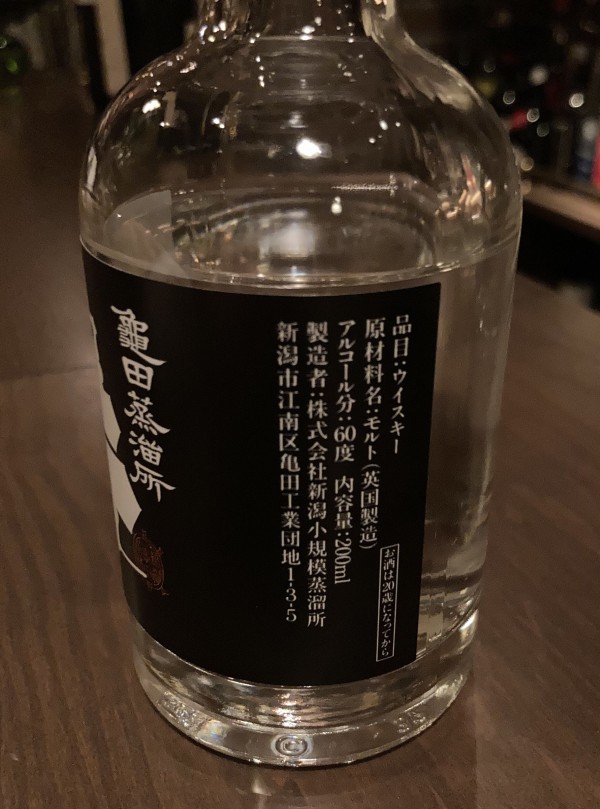 品目:ウイスキー
原材料名:モルト(英国製造)
アルコール分:60度 内容量:200ml
製造者:株式会社新潟小規模蒸溜所
新潟市江南区亀田工業団地1-3-5
お酒は20歳になってから
亀田蒸溜所